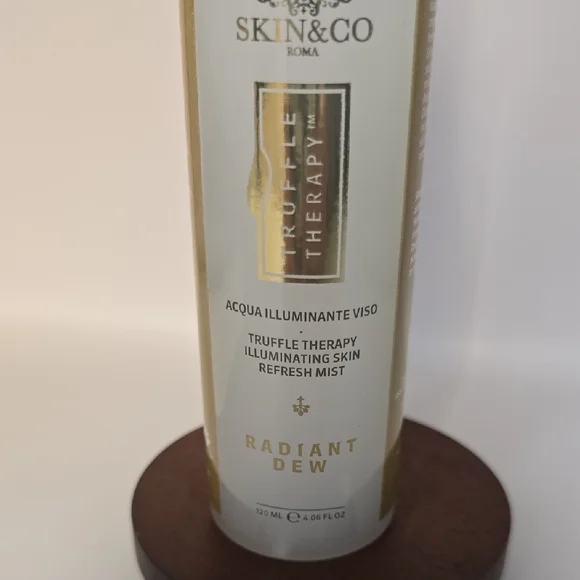 SKIN&CO
ROMA
TRUFFLE
THERAPY™
ACQUA ILLUMINANTE VISO
TRUFFLE THERAPY
ILLUMINATING SKIN
REFRESH MIST
RADIANT
DEW
120 ML ℮ 4.06 FL OZ